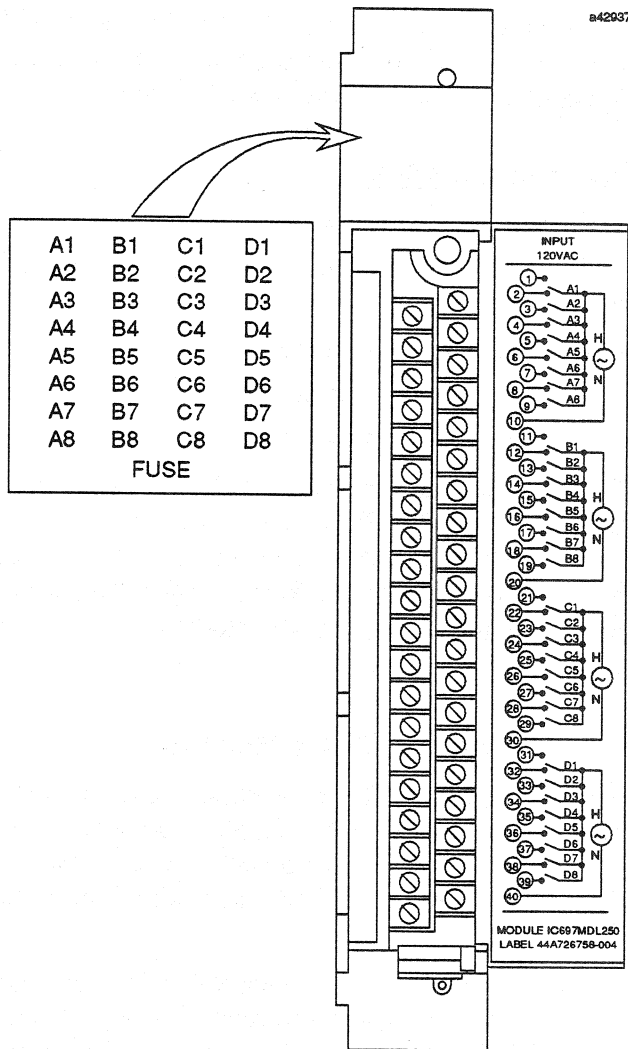 a42937
A1 B1 C1 D1
A2 B2 C2 D2
A3 B3 C3 D3
A4 B4 C4 D4
A5 B5 C5 D5
A6 B6 C6 D6
A7 B7 C7 D7
A8 B8 C8 D8
FUSE
INPUT
120VAC
1
2 A1
3 A2
4 A3
5 A4 H
6 A5
7 A6 N
8 A7
9 A8
10
11
12 B1
13 B2
14 B3
15 B4 H
16 B5
17 B6 N
18 B7
19 B8
20
21
22 C1
23 C2
24 C3
25 C4 H
26 C5
27 C6 N
28 C7
29 C8
30
31
32 D1
33 D2
34 D3
35 D4 H
36 D5
37 D6 N
38 D7
39 D8
40
MODULE IC697MDL250
LABEL 44A726758-004